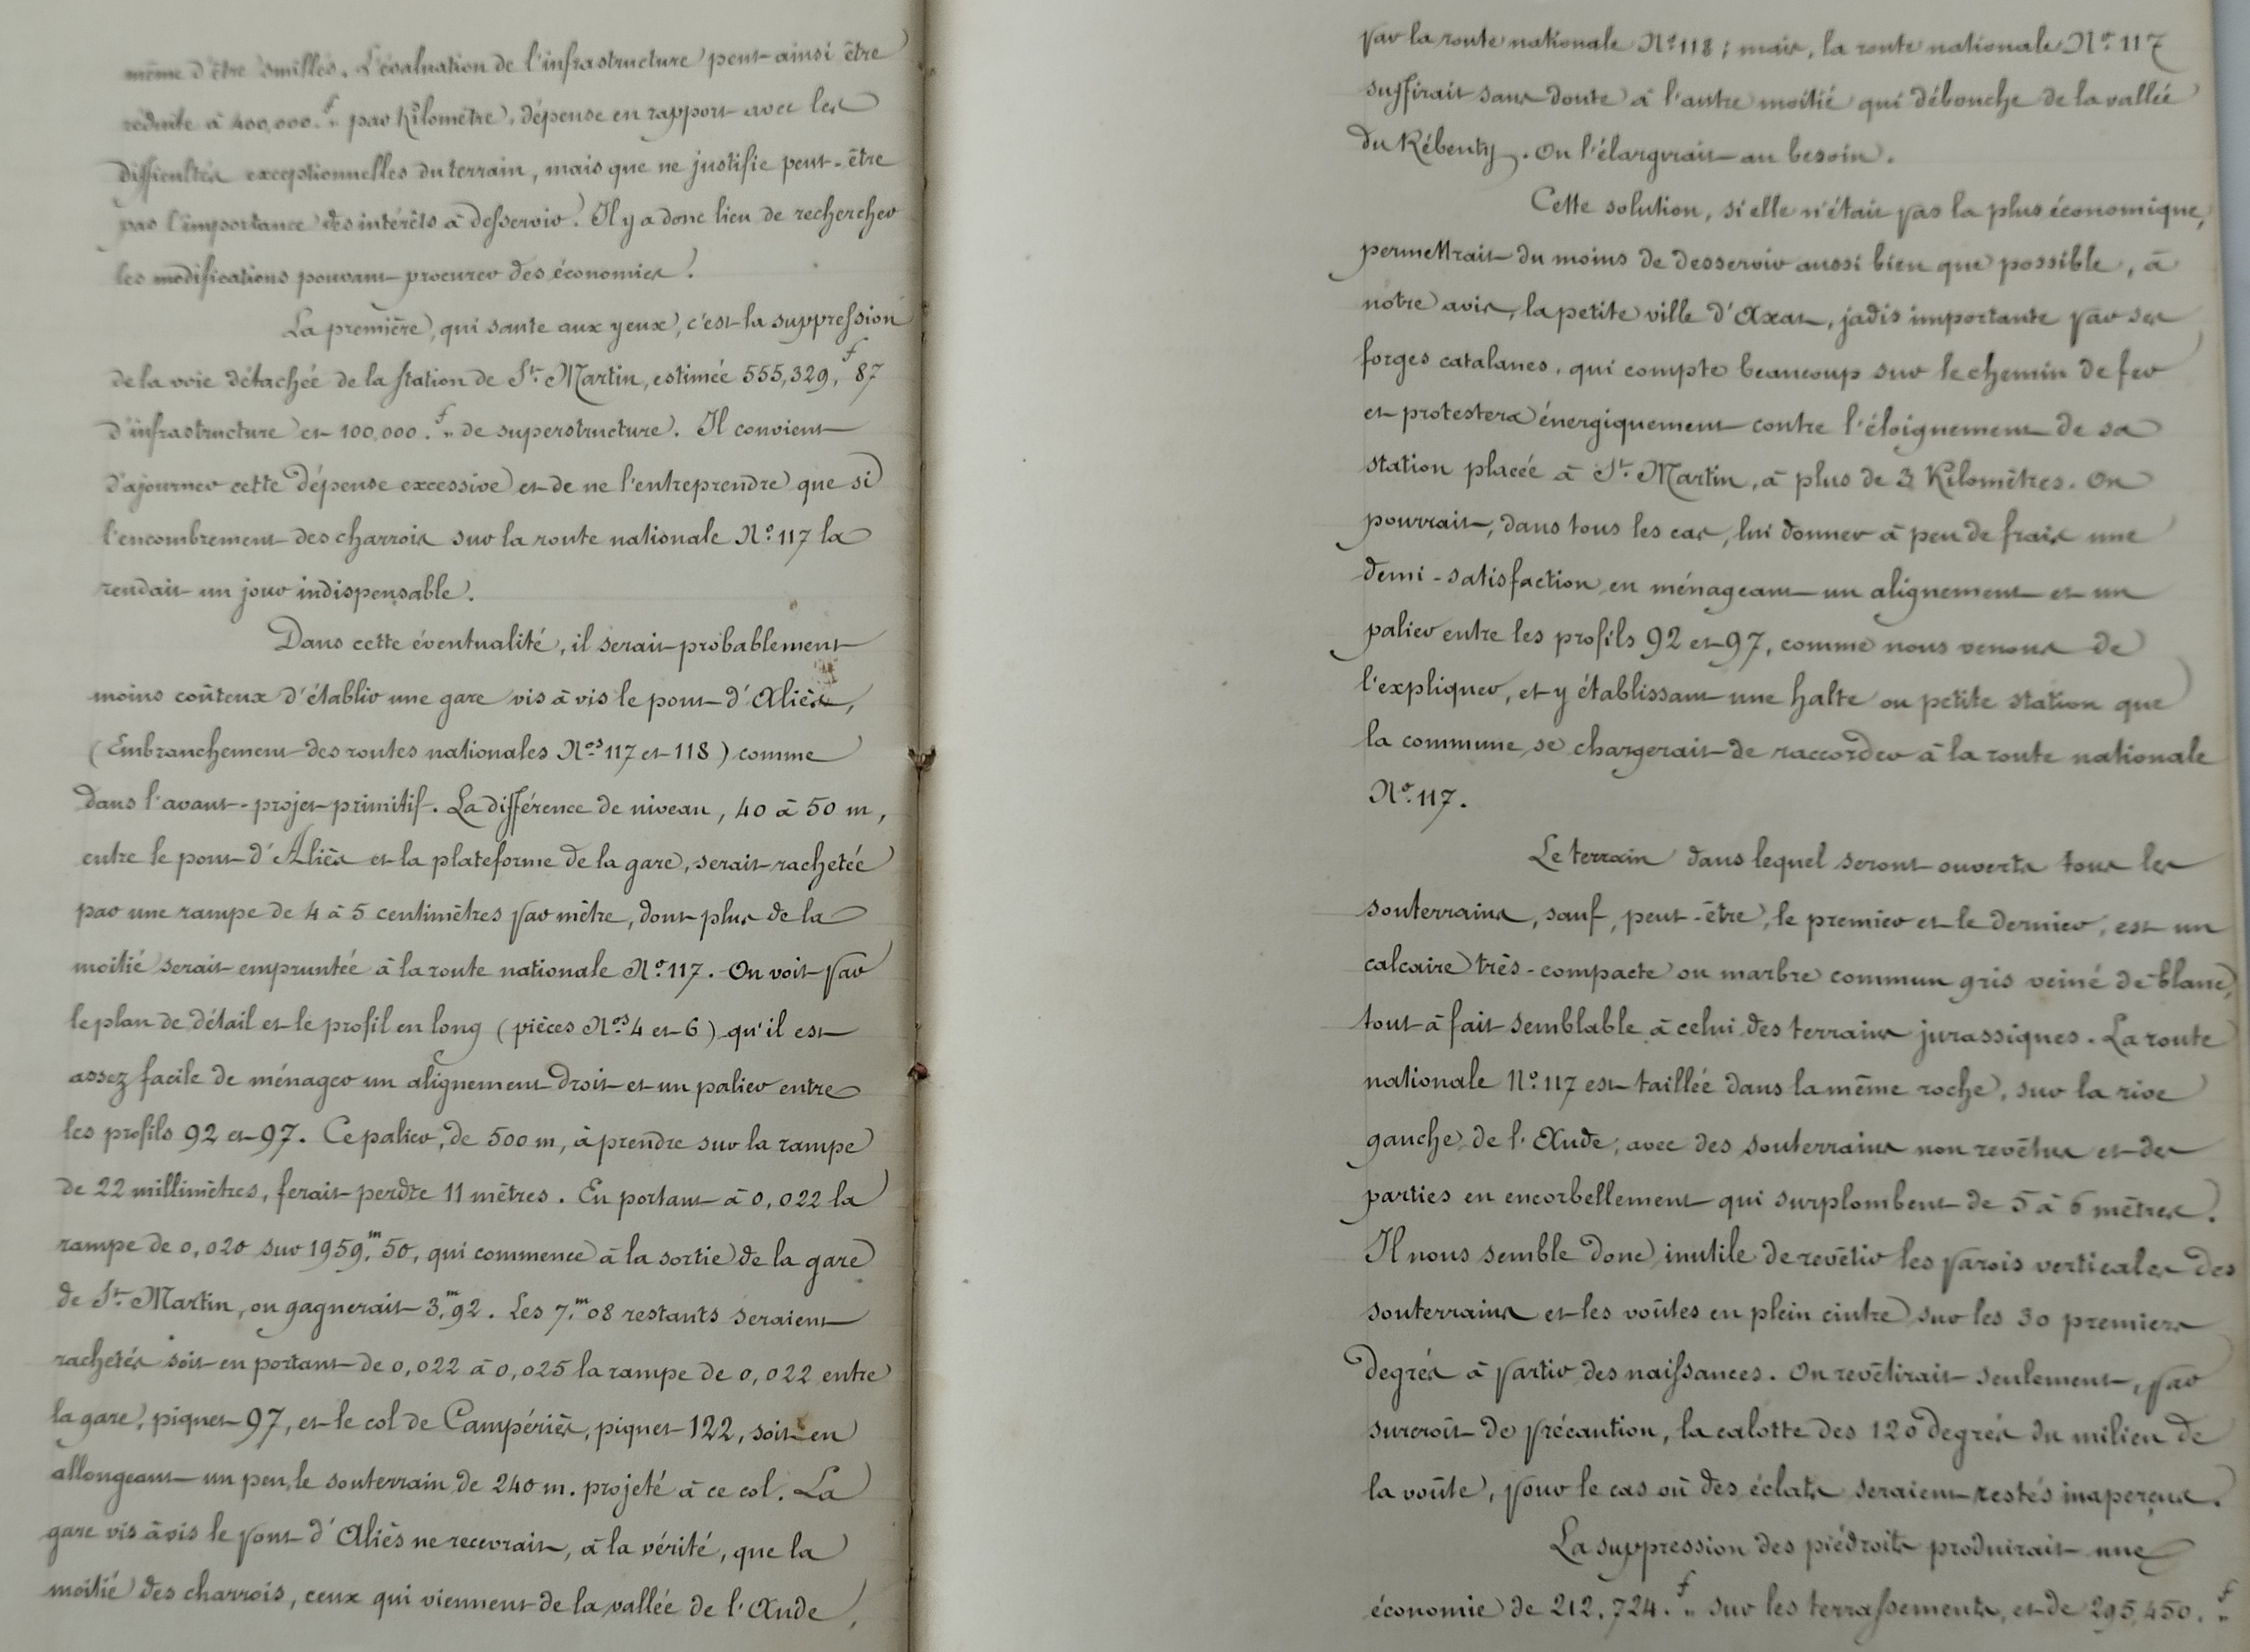 même d'être smillés. L'évaluation de l'infrastructure peut ainsi être
réduite à 400,000.f" par Kilomètre, dépense en rapport avec les
difficultés exceptionnelles du terrain, mais que ne justifie peut-être
pas l'importance des intérêts à desservir. Il y a donc lieu de rechercher
les modifications pouvant procurer des économies.
La première, qui saute aux yeux, c'est la suppression
de la voie détachée de la station de St. Martin, estimée 555,329,f 87
d'infrastructure et 100,000.f" de superstructure. Il convient
d'ajourner cette dépense excessive et de ne l'entreprendre que si
l'encombrement des charrois sur la route nationale No. 117 la
rendait un jour indispensable.
Dans cette éventualité, il serait probablement
moins coûteux d'établir une gare vis à vis le pont d'Aliès,
(Embranchement des routes nationales Nos. 117 et 118) comme
dans l'avant-projet primitif. La différence de niveau, 40 à 50 m,
entre le pont d'Aliès et la plateforme de la gare, serait rachetée
par une rampe de 4 à 5 centimètres par mètre, dont plus de la
moitié serait empruntée à la route nationale No. 117. On voit par
le plan de détail et le profil en long (pièces Nos. 4 et 6) qu'il est
assez facile de ménager un alignement droit et un palier entre
les profils 92 et 97. Ce palier, de 500 m, à prendre sur la rampe
de 22 millimètres, ferait perdre 11 mètres. En portant à 0,022 la
rampe de 0,020 sur 1959,m50, qui commence à la sortie de la gare
de St. Martin, on gagnerait 3,m92. Les 7,m08 restants seraient
rachetés soit en portant de 0,022 à 0,025 la rampe de 0,022 entre
la gare, piquet 97, et le col de Campériès, piquet 122, soit en
allongeant un peu, le souterrain de 240 m. projeté à ce col. La
gare vis à vis le pont d'Aliès ne recevrait, à la vérité, que la
moitié des charrois, ceux qui viennent de la vallée de l'Aude,
par la route nationale No. 118; mais, la route nationale No. 117
suffirait sans doute à l'autre moitié qui débouche de la vallée
du Rébenty. On l'élargirait au besoin.
Cette solution, si elle n'était pas la plus économique,
permettrait du moins de desservir aussi bien que possible, à
notre avis, la petite ville d'Axat, jadis importante par ses
forges catalanes, qui compte beaucoup sur le chemin de fer
et protestera énergiquement contre l'éloignement de sa
station placée à St. Martin, à plus de 3 Kilomètres. On
pourrait, dans tous les cas, lui donner à peu de frais une
demi-satisfaction en ménageant un alignement et un
palier entre les profils 92 et 97, comme nous venons de
l'expliquer, et y établissant une halte ou petite station que
la commune se chargerait de raccorder à la route nationale
No. 117.
Le terrain dans lequel seront ouverts tous les
souterrains, sauf, peut-être, le premier et le dernier, est un
calcaire très-compacte ou marbre commun gris veiné de blanc,
tout à fait semblable à celui des terrains jurassiques. La route
nationale No. 117 est taillée dans la même roche, sur la rive
gauche de l'Aude, avec des souterrains non revêtus et des
parties en encorbellement qui surplombent de 5 à 6 mètres.
Il nous semble donc inutile de revêtir les parois verticales des
souterrains et les voûtes en plein cintre sur les 30 premiers
degrés à partir des naissances. On revêtirait seulement, par
surcroît de précaution, la calotte des 120 degrés du milieu de
la voûte, pour le cas où des éclats seraient restés inaperçus.
La suppression des piédroits produirait une
économie de 212.724.f" sur les terrassements, et de 295,450.f"